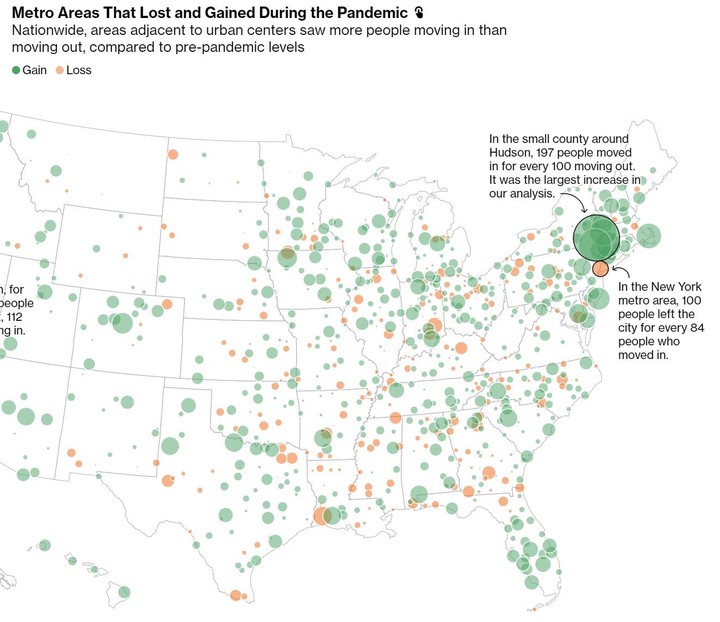 Metro Areas That Lost and Gained During the Pandemic
Nationwide, areas adjacent to urban centers saw more people moving in than
moving out, compared to pre-pandemic levels
Gain Loss
In the small county around
Hudson, 197 people moved
in for every 100 moving out.
It was the largest increase in
our analysis.
n, for
people
, 112
ng in.
In the New York
metro area, 100
people left the
city for every 84
people who
moved in.